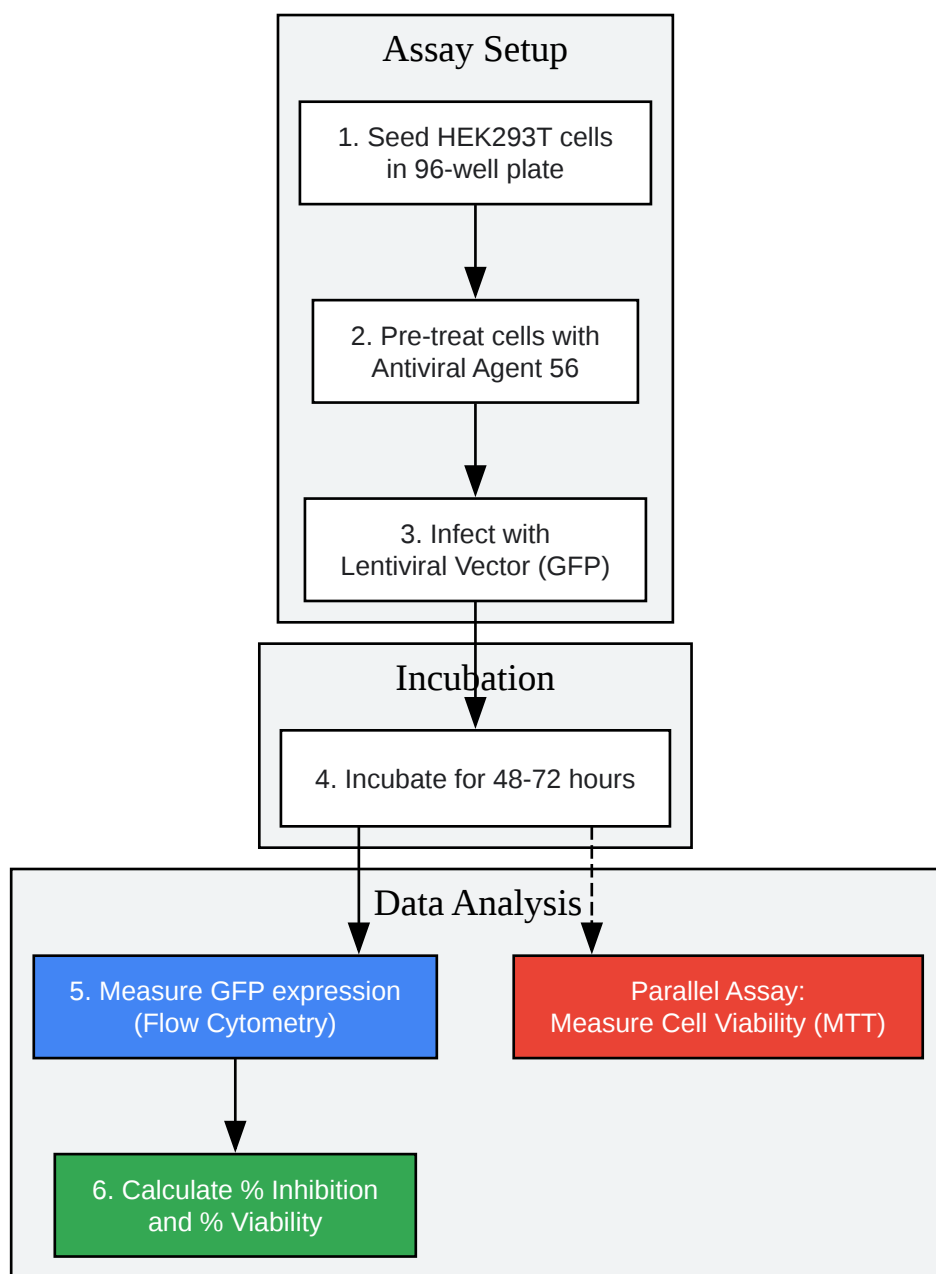 Assay Setup
1. Seed HEK293T cells
in 96-well plate
2. Pre-treat cells with
Antiviral Agent 56
3. Infect with
Lentiviral Vector (GFP)
Incubation
4. Incubate for 48-72 hours
Data Analysis
5. Measure GFP expression
(Flow Cytometry)
Parallel Assay:
Measure Cell Viability (MTT)
6. Calculate % Inhibition
and % Viability